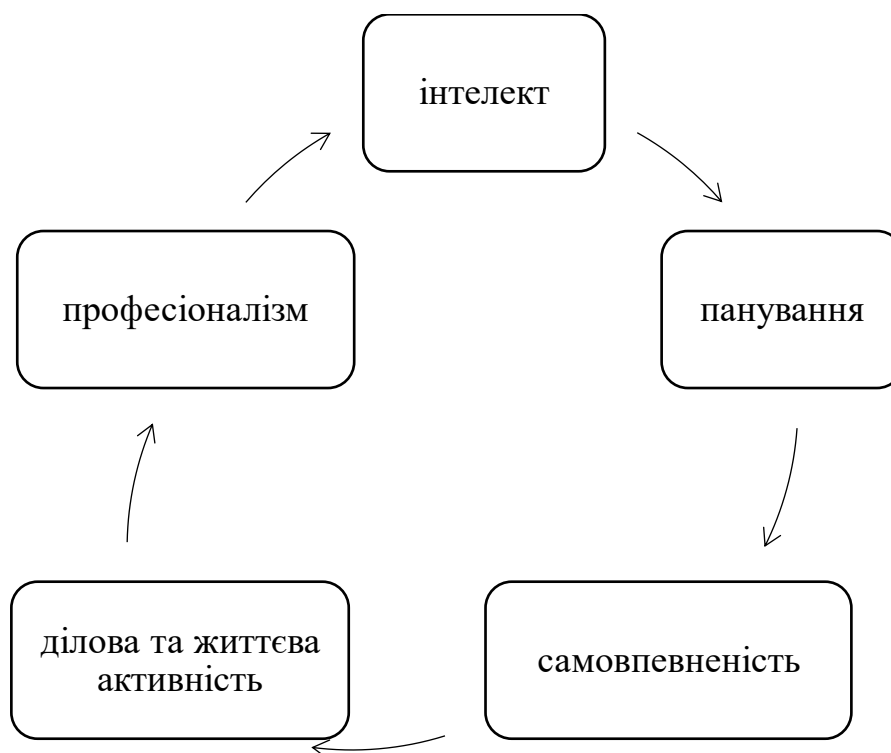 інтелект
професіоналізм
панування
ділова та життєва
активність
самовпевненість